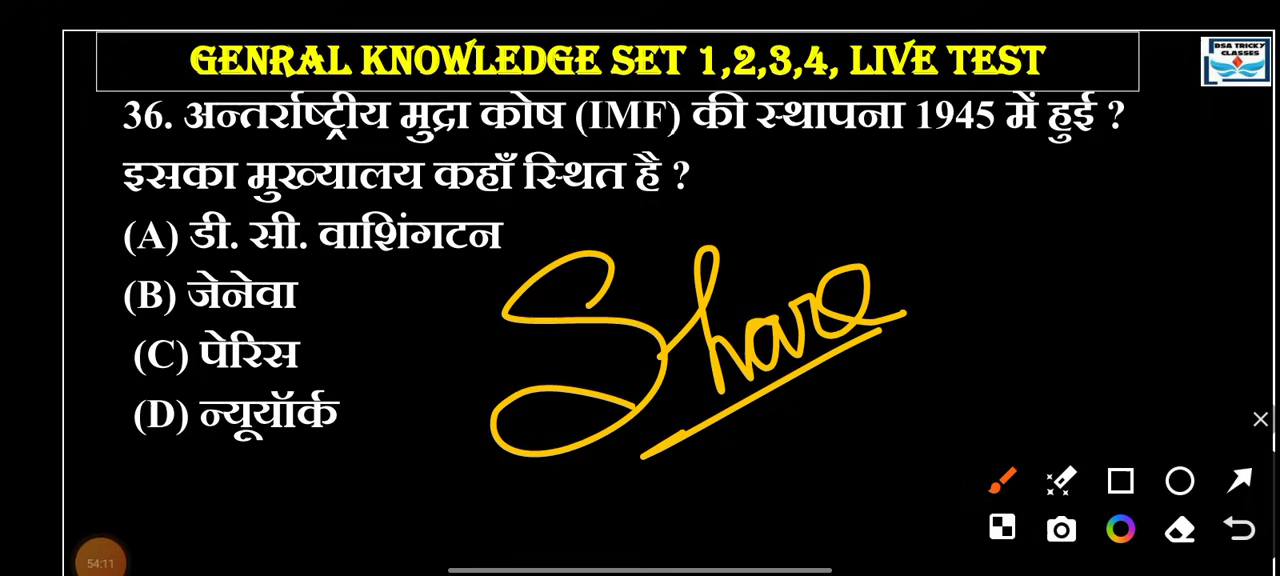 GENRAL KNOWLEDGE SET 1,2,3,4, LIVE TEST
DSA TRICKY
CLASSES
36. अन्तर्राष्ट्रीय मुद्रा कोष (IMF) की स्थापना 1945 में हुई ?
इसका मुख्यालय कहाँ स्थित है ?
(A) डी. सी. वाशिंगटन
(B) जेनेवा
(C) पेरिस
(D) न्यूयॉर्क
Share
54:11